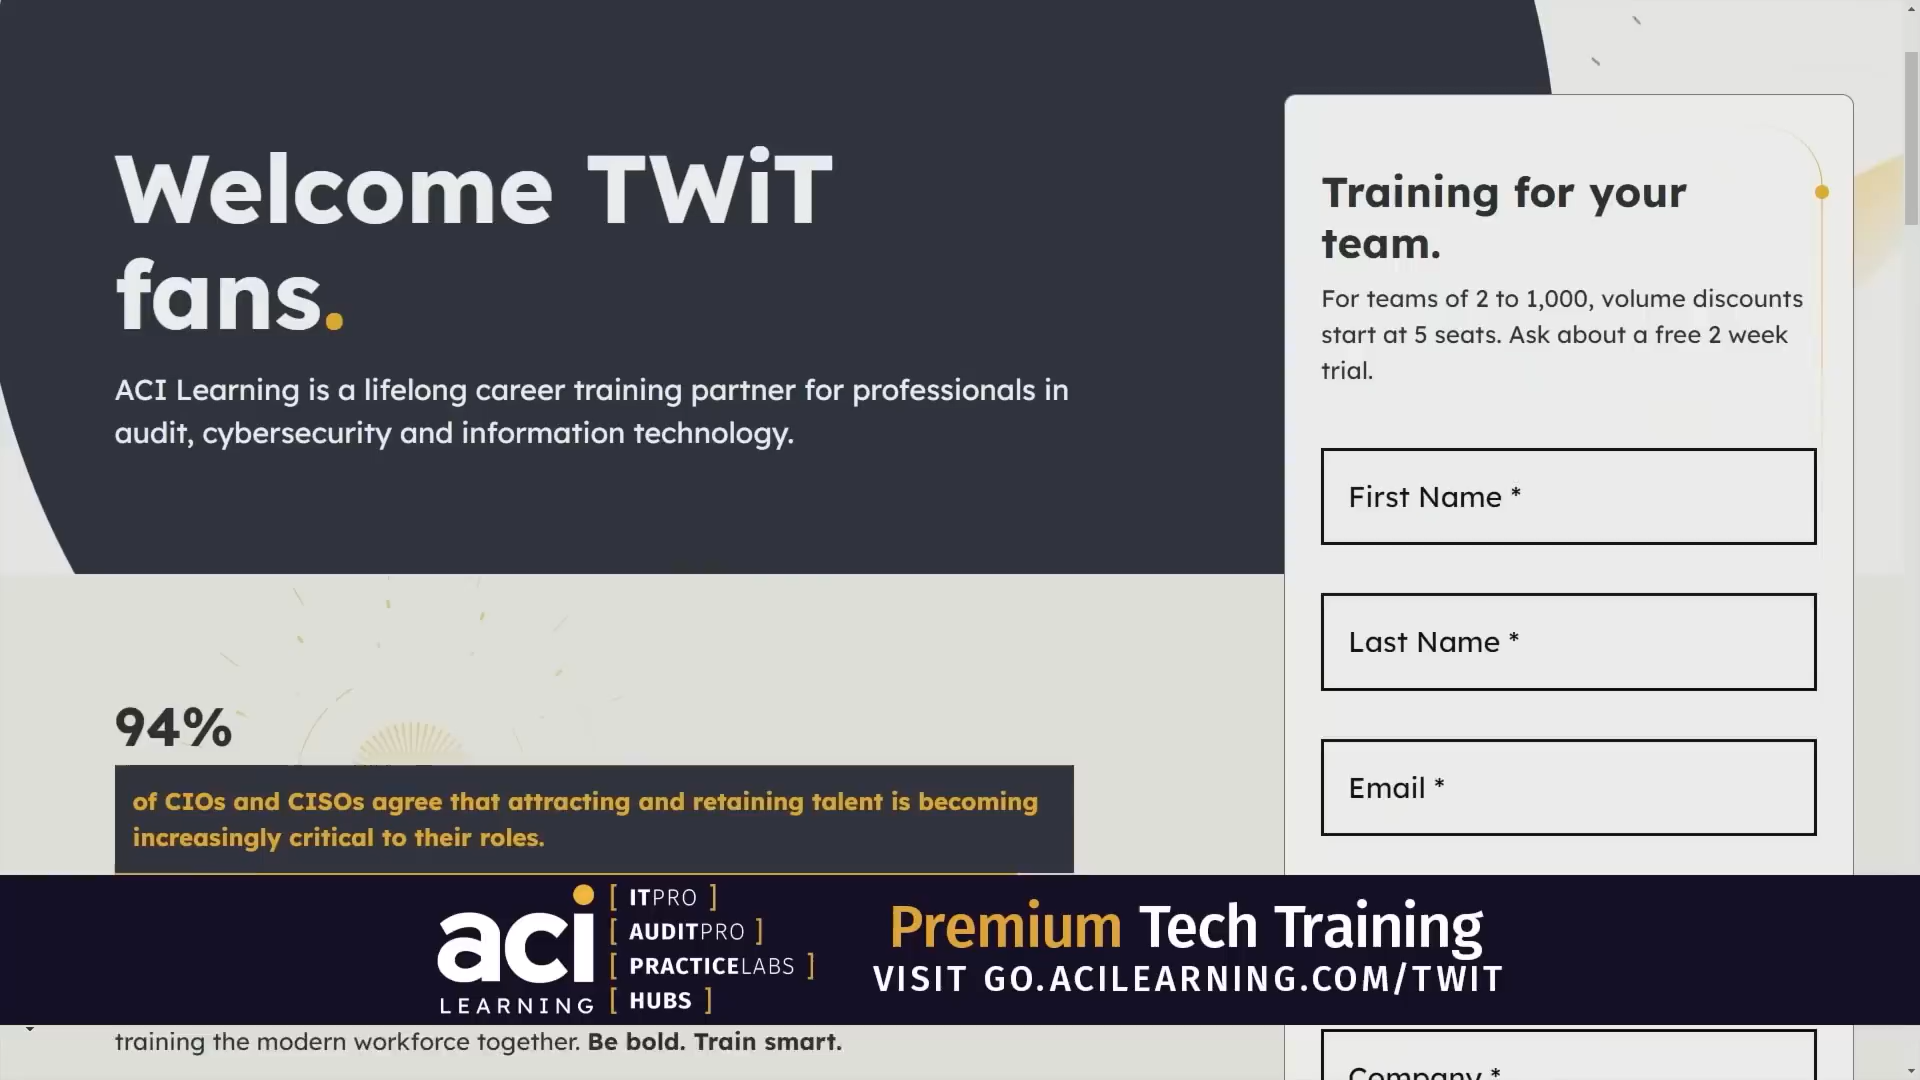 Welcome TWiT
fans.
ACI Learning is a lifelong career training partner for professionals in
audit, cybersecurity and information technology.
94%
of CIOs and CISOs agree that attracting and retaining talent is becoming
increasingly critical to their roles.
Training for your
team.
For teams of 2 to 1,000, volume discounts
start at 5 seats. Ask about a free 2 week
trial.
First Name *
Last Name *
Email *
Company *
aci
LEARNING
[ ITPRO ]
[ AUDITPRO ]
[ PRACTICELABS ]
[ HUBS ]
Premium Tech Training
VISIT GO.ACILEARNING.COM/TWIT
training the modern workforce together. Be bold. Train smart.